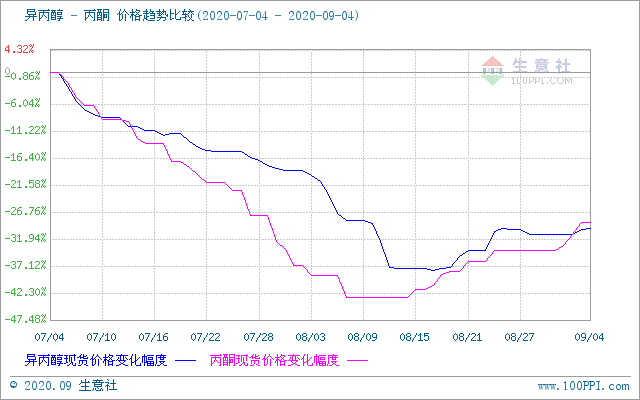 异丙醇 - 丙酮 价格趋势比较(2020-07-04 - 2020-09-04)
4.32%
0
-0.86%
-6.04%
-11.22%
-16.40%
-21.58%
-26.76%
-31.94%
-37.12%
-42.30%
-47.48%
生意社
100PPI.COM
07/04 07/10 07/16 07/22 07/28 08/03 08/09 08/15 08/21 08/27 09/04
异丙醇现货价格变化幅度 丙酮现货价格变化幅度
© 2020.09 生意社 www.100PPI.com